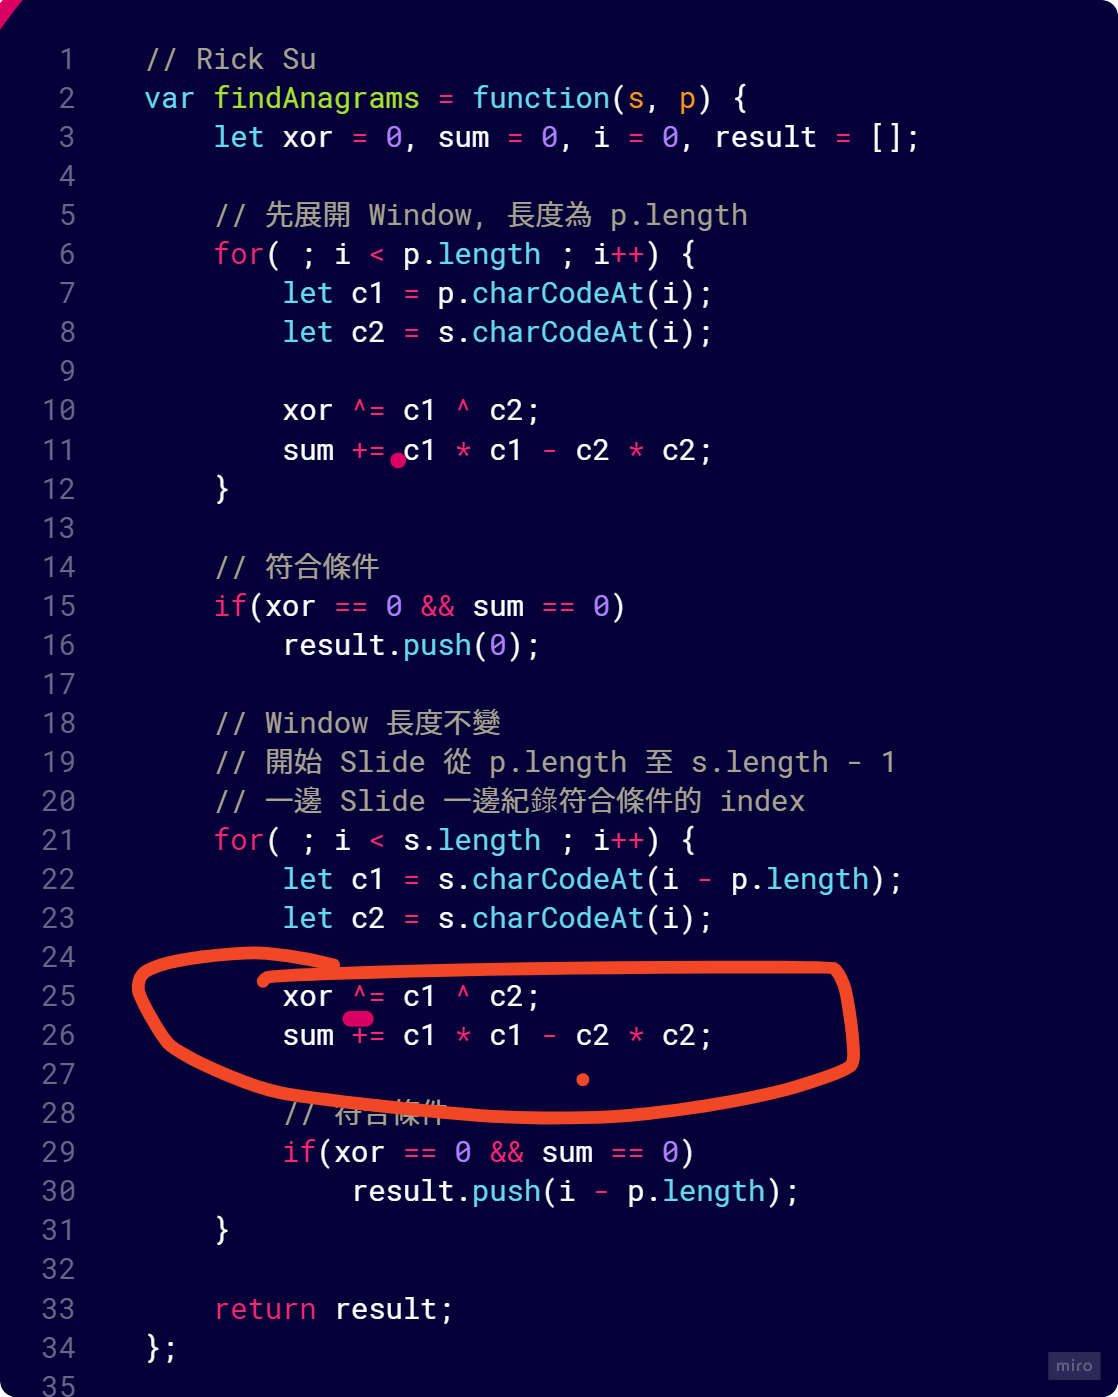 1 // Rick Su
2 var findAnagrams = function(s, p) {
3 let xor = 0, sum = 0, i = 0, result = [];
4
5 // 先展開 Window, 長度為 p.length
6 for( ; i < p.length ; i++) {
7 let c1 = p.charCodeAt(i);
8 let c2 = s.charCodeAt(i);
9
10 xor ^= c1 ^ c2;
11 sum += c1 * c1 - c2 * c2;
12 }
13
14 // 符合條件
15 if(xor == 0 && sum == 0)
16 result.push(0);
17
18 // Window 長度不變
19 // 開始 Slide 從 p.length 至 s.length - 1
20 // 一邊 Slide 一邊紀錄符合條件的 index
21 for( ; i < s.length ; i++) {
22 let c1 = s.charCodeAt(i - p.length);
23 let c2 = s.charCodeAt(i);
24
25 xor ^= c1 ^ c2;
26 sum += c1 * c1 - c2 * c2;
27
28 // 符合條件
29 if(xor == 0 && sum == 0)
30 result.push(i - p.length);
31 }
32
33 return result;
34 };
35
miro